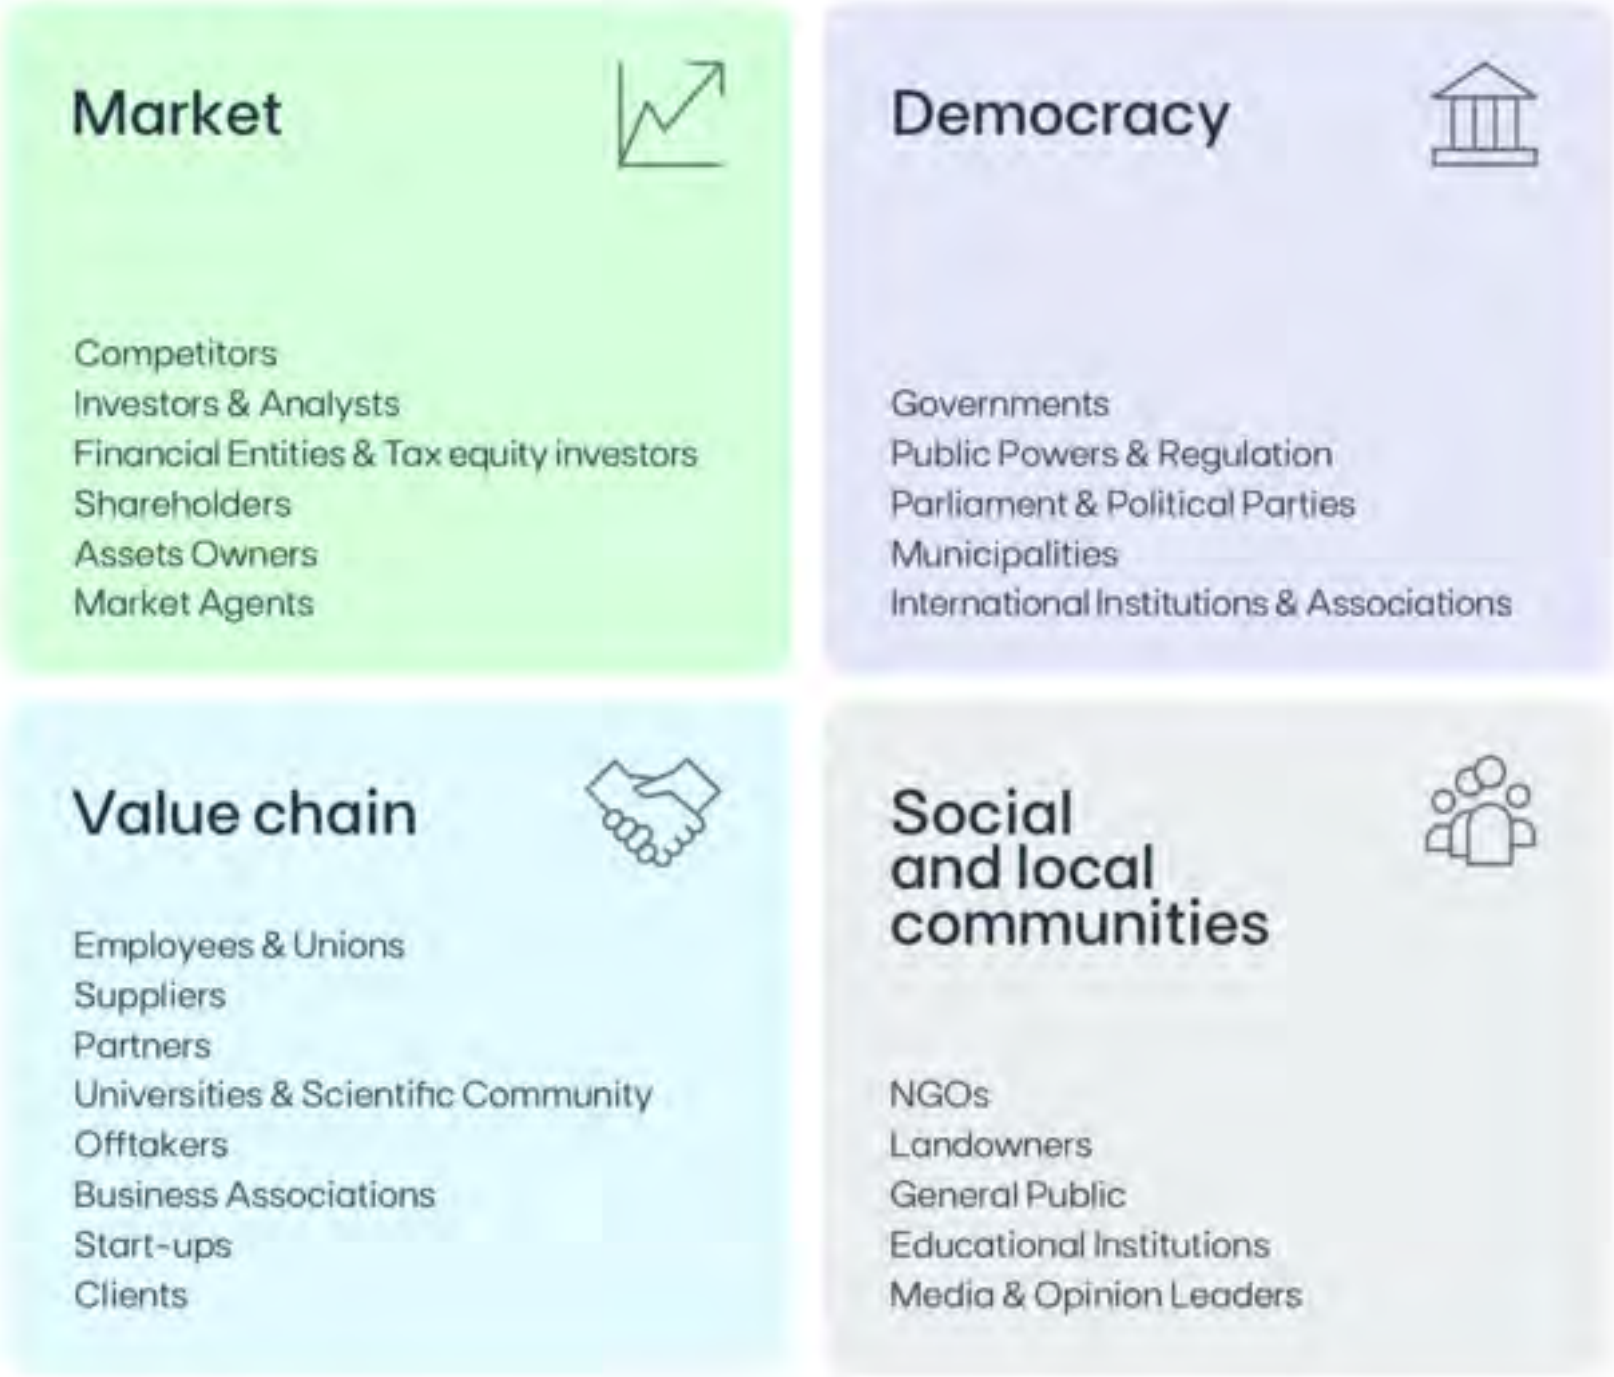 Market
Competitors
Investors & Analysts
Financial Entities & Tax equity investors
Shareholders
Assets Owners
Market Agents
Democracy
Governments
Public Powers & Regulation
Parliament & Political Parties
Municipalities
International Institutions & Associations
Value chain
Employees & Unions
Suppliers
Partners
Universities & Scientific Community
Offtakers
Business Associations
Start-ups
Clients
Social
and local
communities
NGOs
Landowners
General Public
Educational Institutions
Media & Opinion Leaders